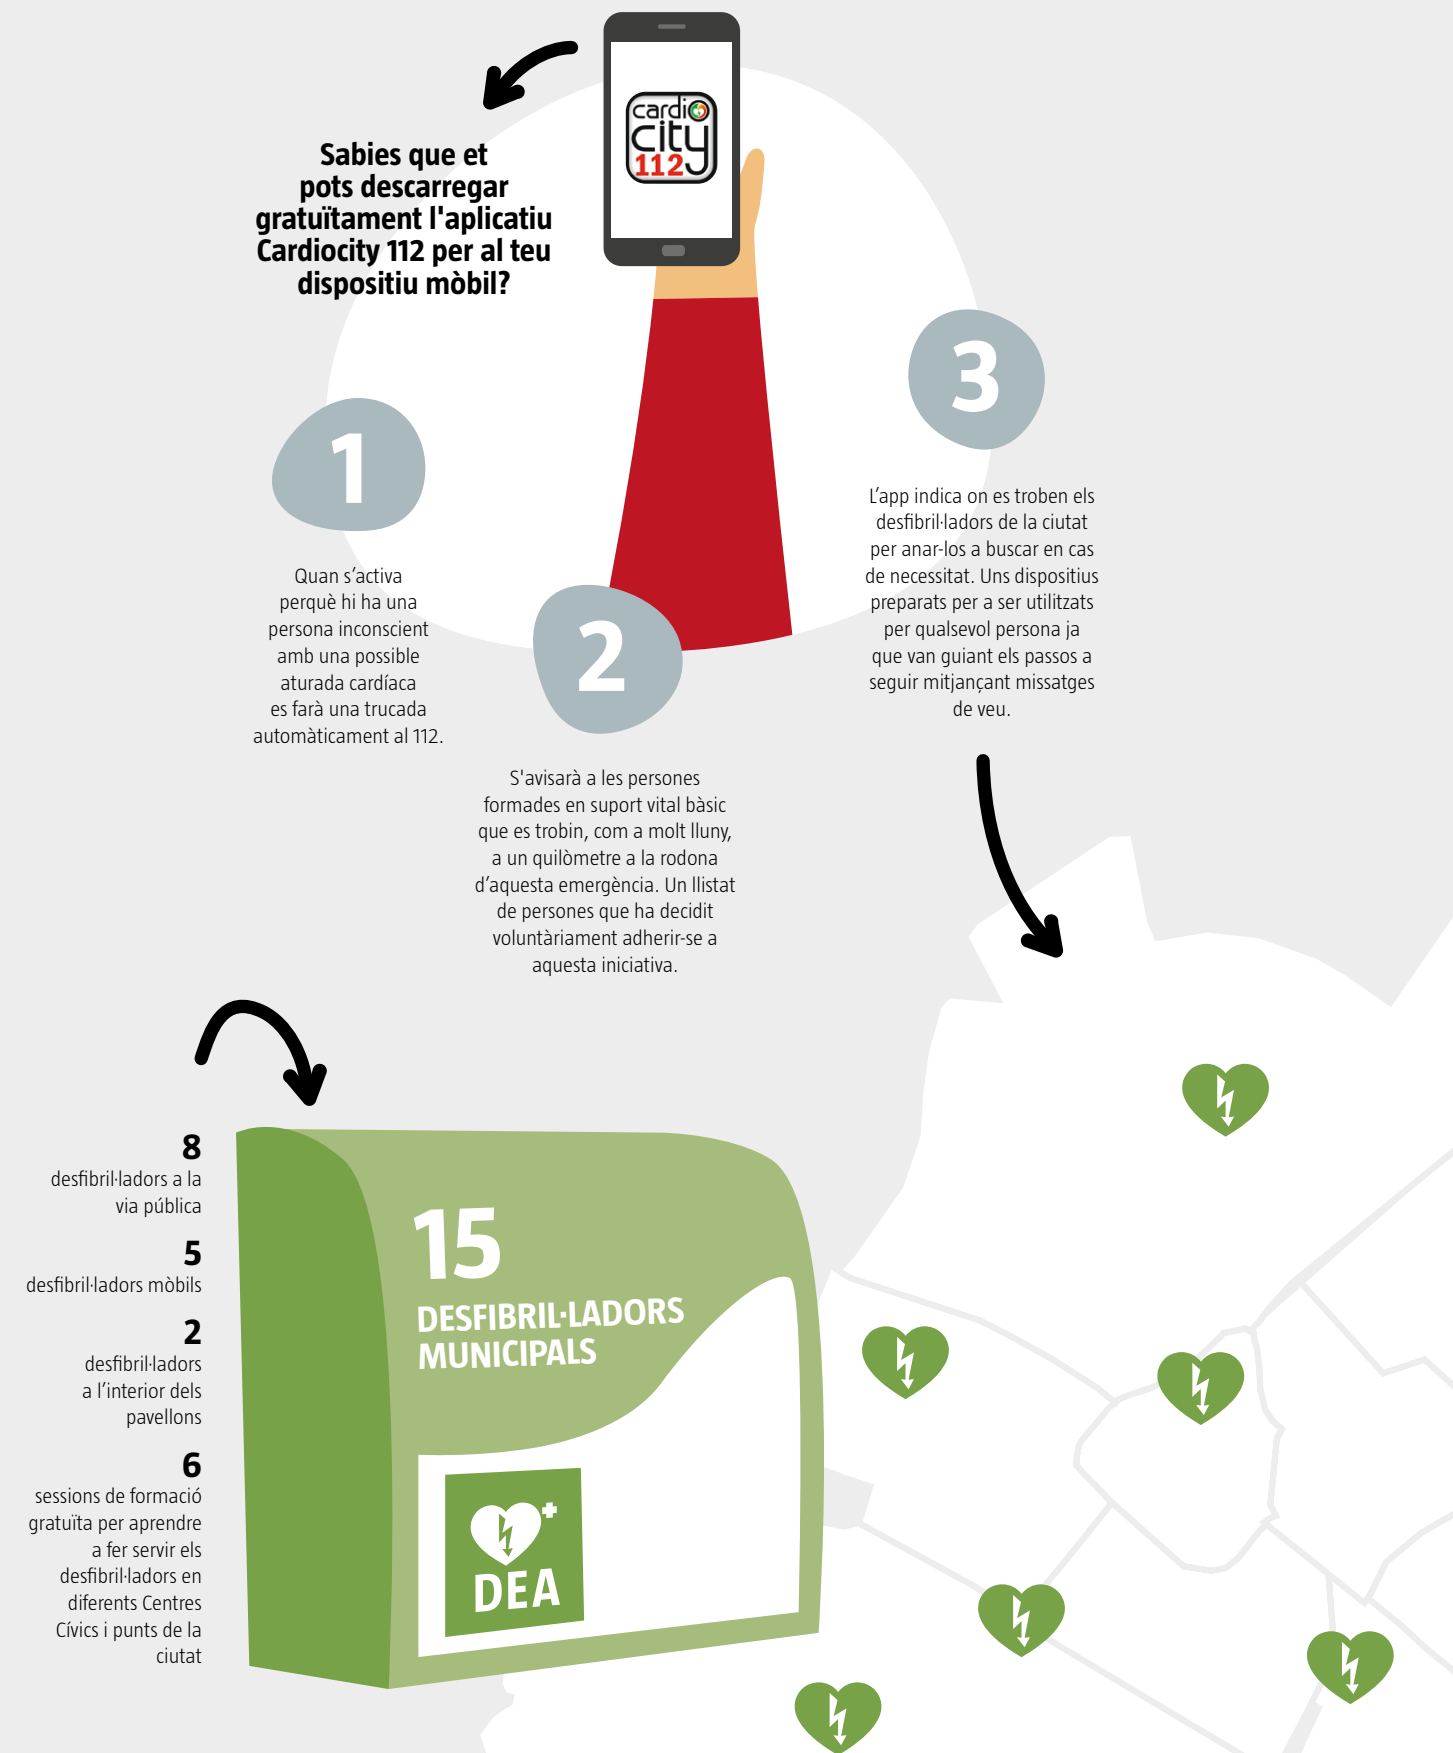 cardio
city
112
Sabies que et
pots descarregar
gratuïtament l'aplicatiu
Cardiocity 112 per al teu
dispositiu mòbil?
1
Quan s’activa
perquè hi ha una
persona inconscient
amb una possible
aturada cardíaca
es farà una trucada
automàticament al 112.
2
S'avisarà a les persones
formades en suport vital bàsic
que es trobin, com a molt lluny,
a un quilòmetre a la rodona
d’aquesta emergència. Un llistat
de persones que ha decidit
voluntàriament adherir-se a
aquesta iniciativa.
3
L’app indica on es troben els
desfibril·ladors de la ciutat
per anar-los a buscar en cas
de necessitat. Uns dispositius
preparats per a ser utilitzats
per qualsevol persona ja
que van guiant els passos a
seguir mitjançant missatges
de veu.
8
desfibril·ladors a la
via pública
5
desfibril·ladors mòbils
2
desfibril·ladors
a l’interior dels
pavellons
6
sessions de formació
gratuïta per aprendre
a fer servir els
desfibril·ladors en
diferents Centres
Cívics i punts de la
ciutat
15
DESFIBRIL·LADORS
MUNICIPALS
DEA